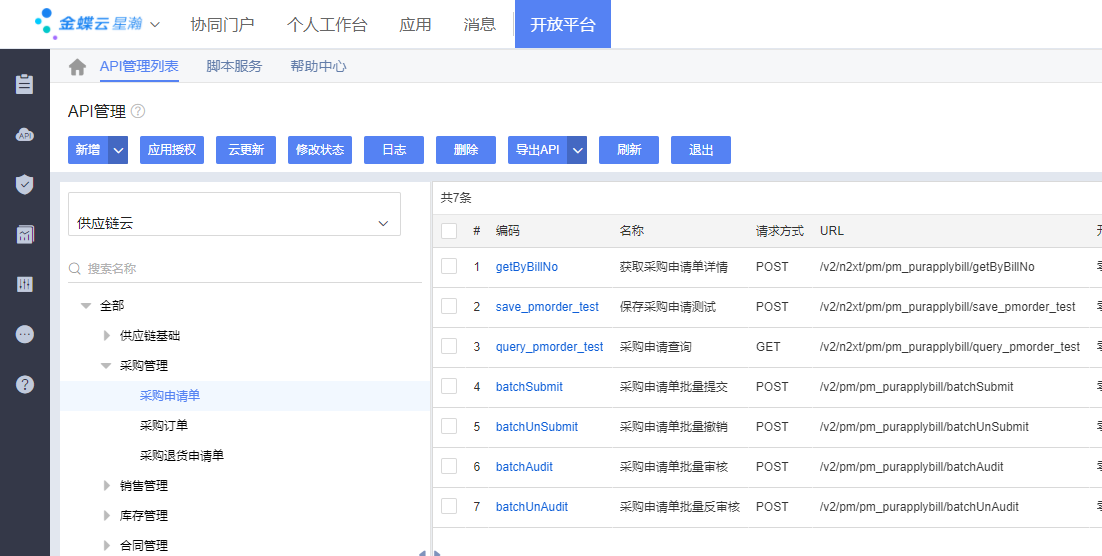 金蝶云星瀚 协同门户 个人工作台 应用 消息 开放平台
API管理列表 脚本服务 帮助中心
API
API管理 ?
新增 应用授权 云更新 修改状态 日志 删除 导出API 刷新 退出
供应链云
搜索名称
全部
供应链基础
采购管理
采购申请单
采购订单
采购退货申请单
销售管理
库存管理
合同管理
?
共7条
# 编码 名称 请求方式 URL
1 getByBillNo 获取采购申请单详情 POST /v2/n2xt/pm/pm_purapplybill/getByBillNo
2 save_pmorder_test 保存采购申请测试 POST /v2/n2xt/pm/pm_purapplybill/save_pmorder_test
3 query_pmorder_test 采购申请查询 GET /v2/n2xt/pm/pm_purapplybill/query_pmorder_test
4 batchSubmit 采购申请单批量提交 POST /v2/pm/pm_purapplybill/batchSubmit
5 batchUnSubmit 采购申请单批量撤销 POST /v2/pm/pm_purapplybill/batchUnSubmit
6 batchAudit 采购申请单批量审核 POST /v2/pm/pm_purapplybill/batchAudit
7 batchUnAudit 采购申请单批量反审核 POST /v2/pm/pm_purapplybill/batchUnAudit